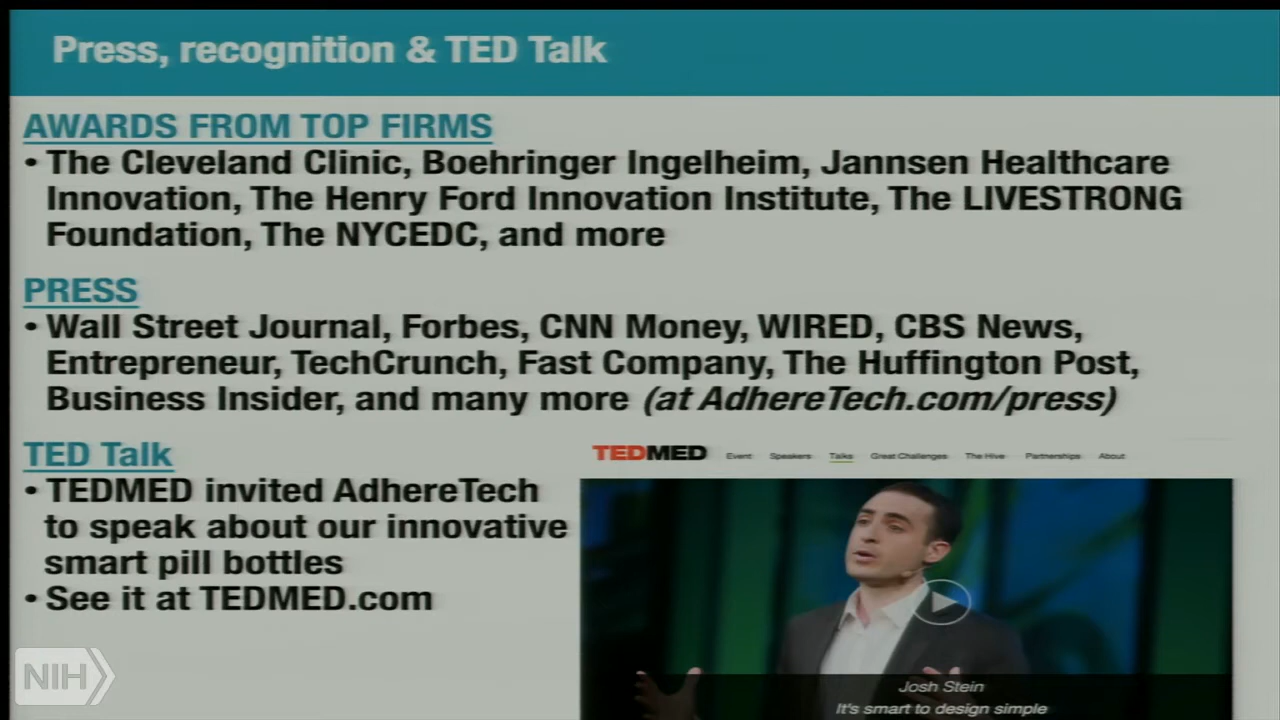 Press, recognition & TED Talk
AWARDS FROM TOP FIRMS
• The Cleveland Clinic, Boehringer Ingelheim, Jannsen Healthcare
Innovation, The Henry Ford Innovation Institute, The LIVESTRONG
Foundation, The NYCEDC, and more
PRESS
• Wall Street Journal, Forbes, CNN Money, WIRED, CBS News,
Entrepreneur, TechCrunch, Fast Company, The Huffington Post,
Business Insider, and many more (at AdhereTech.com/press)
TED Talk
• TEDMED invited AdhereTech
to speak about our innovative
smart pill bottles
• See it at TEDMED.com
TEDMED Event Speakers Talks Great Challenges The Hive Partnerships About
Josh Stein
It's smart to design simple
NIH